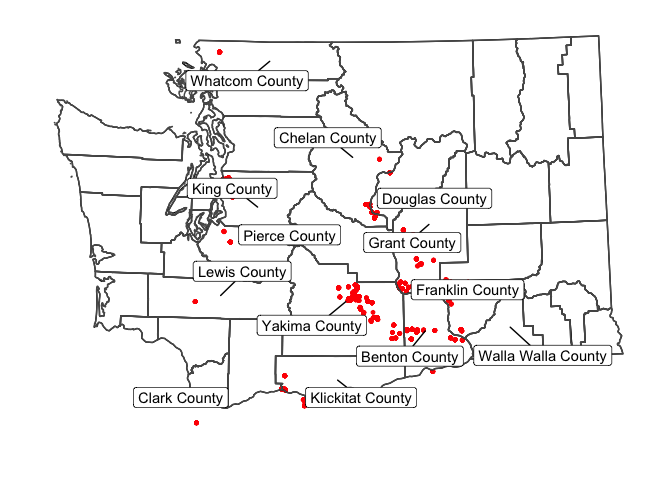 Whatcom County
Chelan County
King County
Douglas County
Pierce County
Grant County
Lewis County
Franklin County
Yakima County
Benton County
Walla Walla County
Clark County
Klickitat County